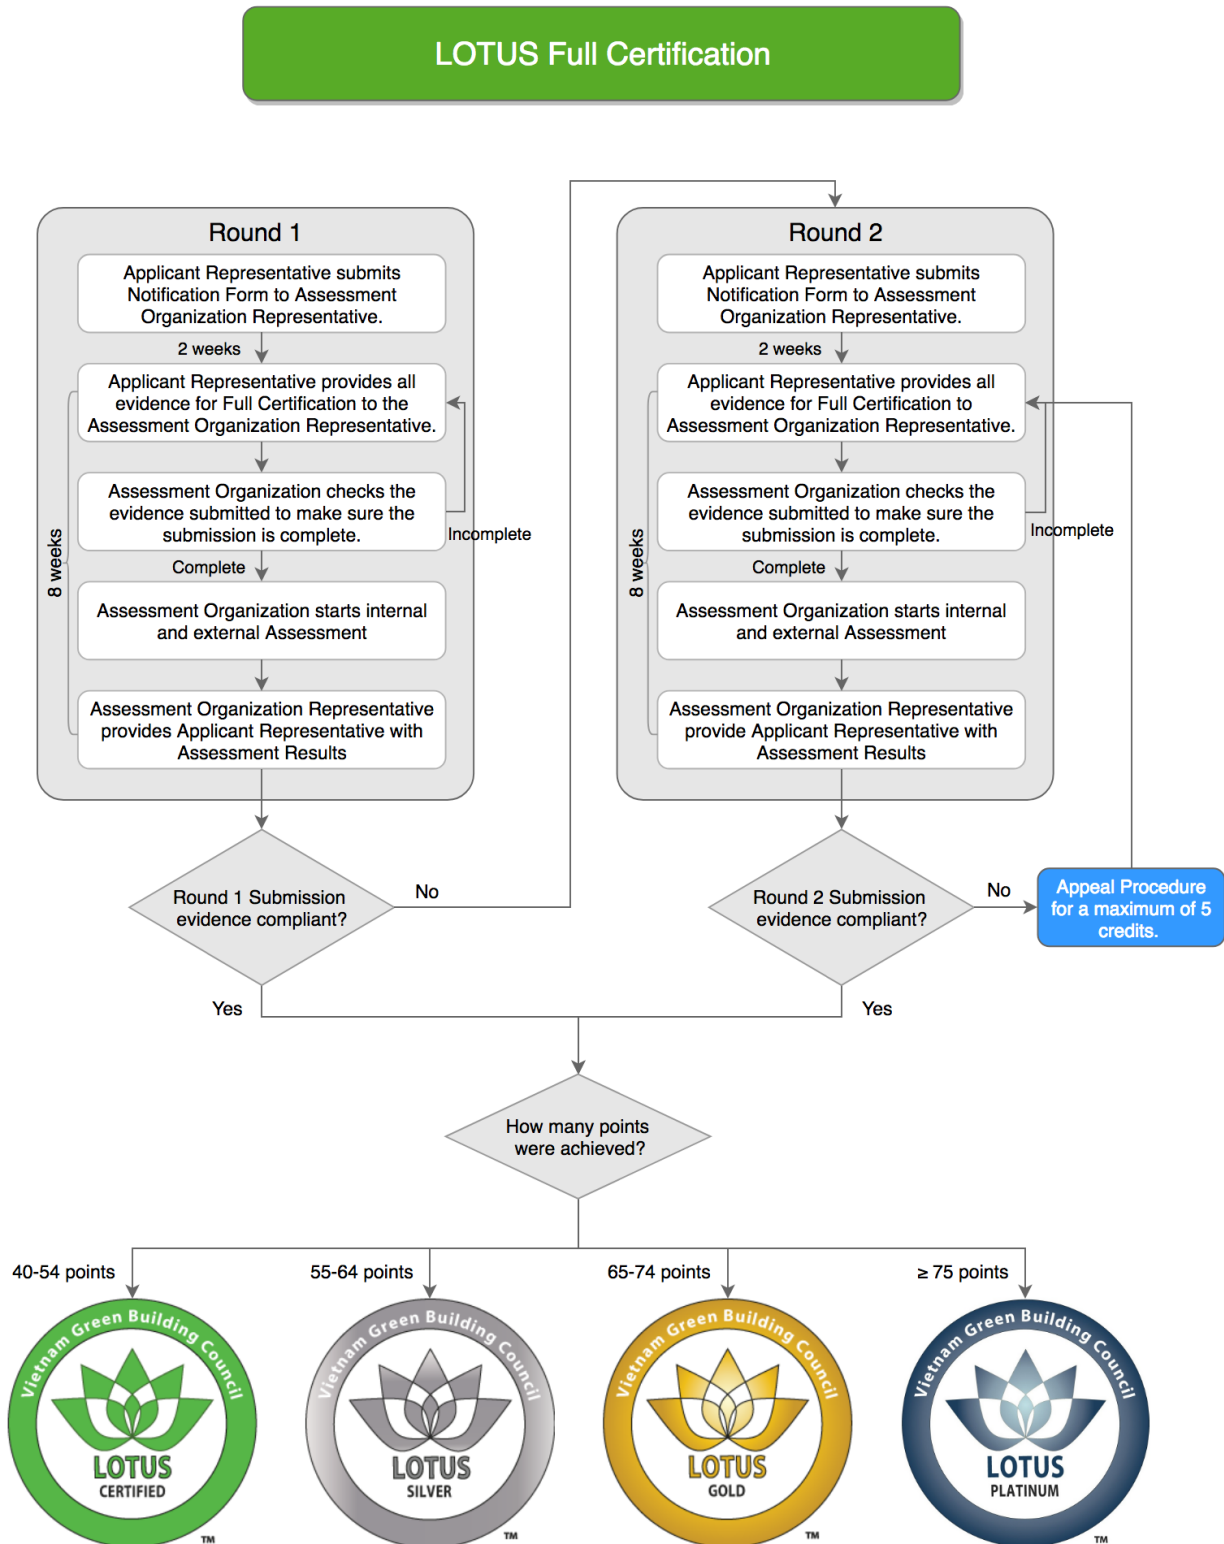 LOTUS Full Certification
Round 1
Applicant Representative submits
Notification Form to Assessment
Organization Representative.
2 weeks
Applicant Representative provides all
evidence for Full Certification to the
Assessment Organization Representative.
Assessment Organization checks the
evidence submitted to make sure the
submission is complete.
Incomplete
8 weeks
Complete
Assessment Organization starts internal
and external Assessment
Assessment Organization Representative
provides Applicant Representative with
Assessment Results
Round 1 Submission
evidence compliant?
No
Yes
Round 2
Applicant Representative submits
Notification Form to Assessment
Organization Representative.
2 weeks
Applicant Representative provides all
evidence for Full Certification to
Assessment Organization Representative.
Assessment Organization checks the
evidence submitted to make sure the
submission is complete.
Incomplete
8 weeks
Complete
Assessment Organization starts internal
and external Assessment
Assessment Organization Representative
provide Applicant Representative with
Assessment Results
Round 2 Submission
evidence compliant?
No
Appeal Procedure
for a maximum of 5
credits.
Yes
How many points
were achieved?
40-54 points
Vietnam Green Building Council
LOTUS
CERTIFIED
TM
55-64 points
Vietnam Green Building Council
LOTUS
SILVER
TM
65-74 points
Vietnam Green Building Council
LOTUS
GOLD
TM
≥ 75 points
Vietnam Green Building Council
LOTUS
PLATINUM
TM